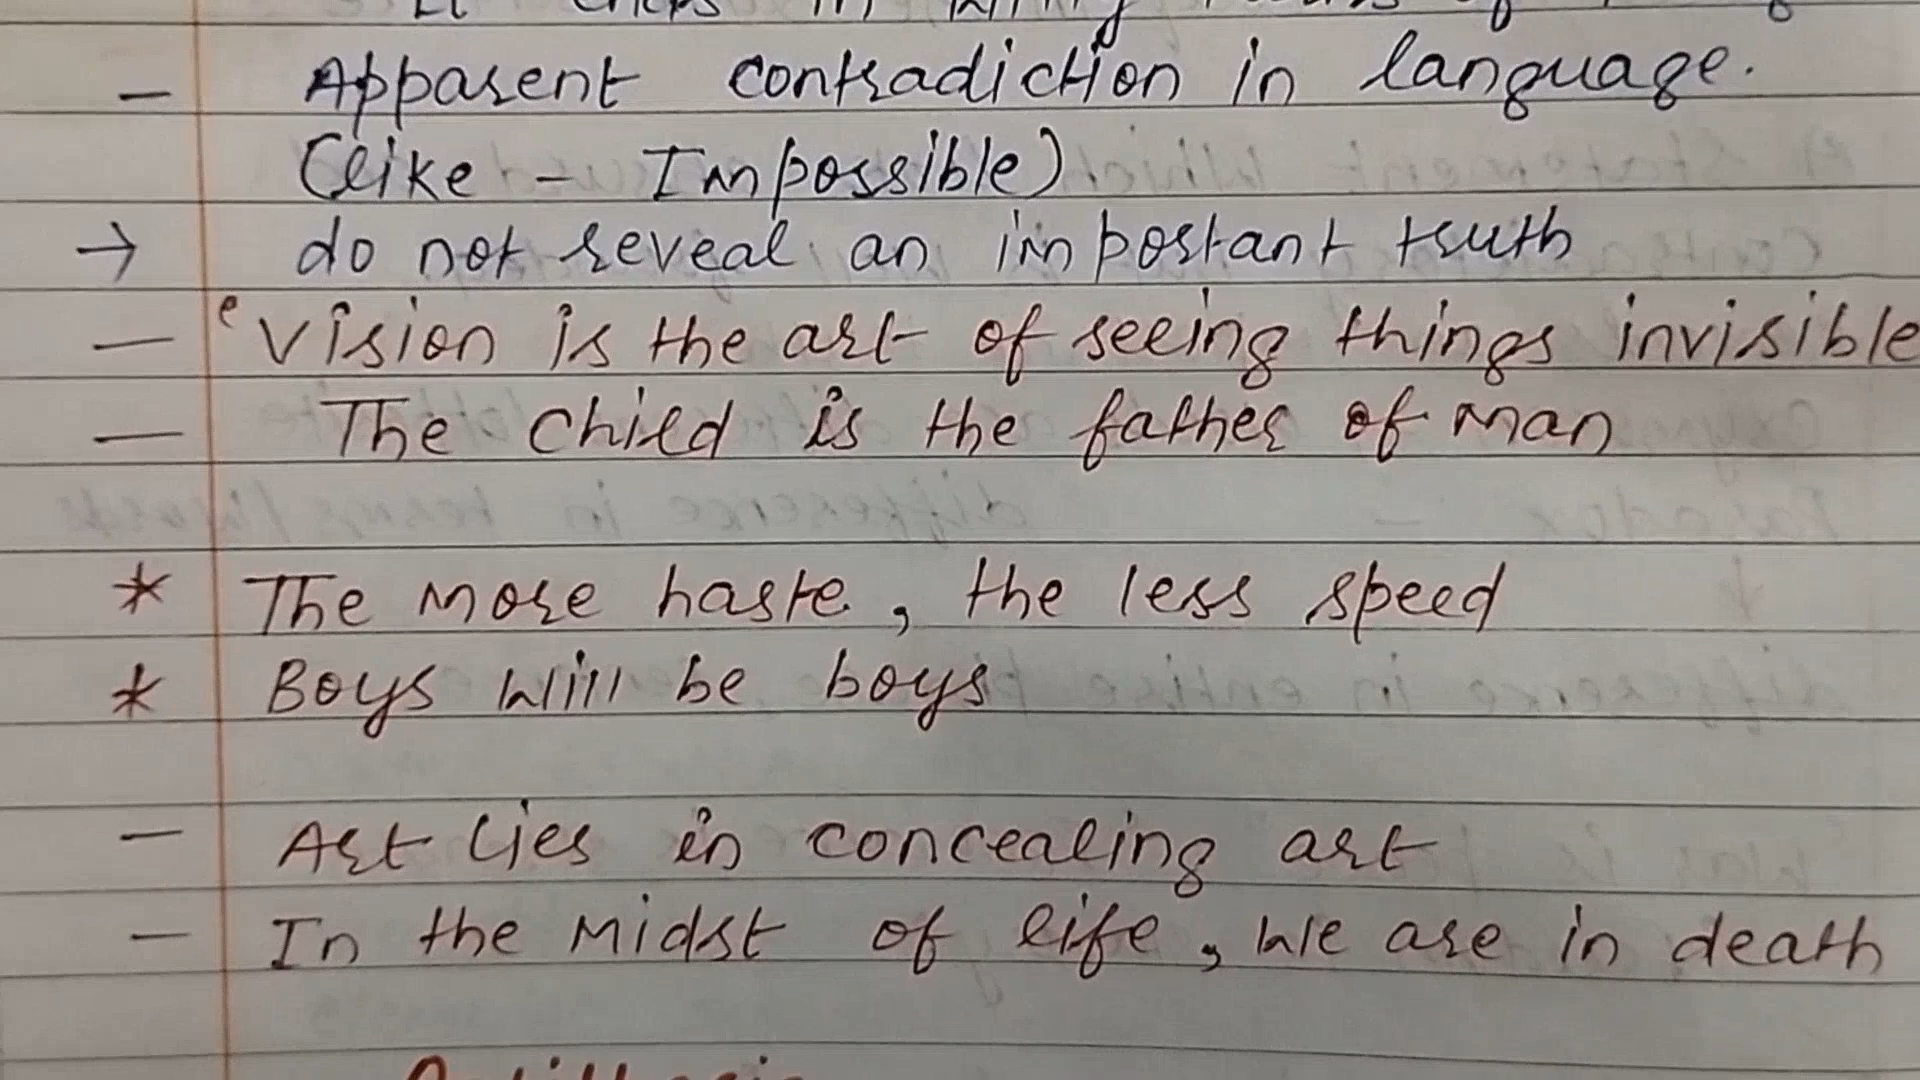 - Apparent contradiction in language.
(like - Impossible)
→ do not reveal an important truth
- 'Vision is the art of seeing things invisible
- The Child is the father of man
* The more haste, the less speed
* Boys will be boys
- Art lies in concealing art
- In the midst of life, we are in death